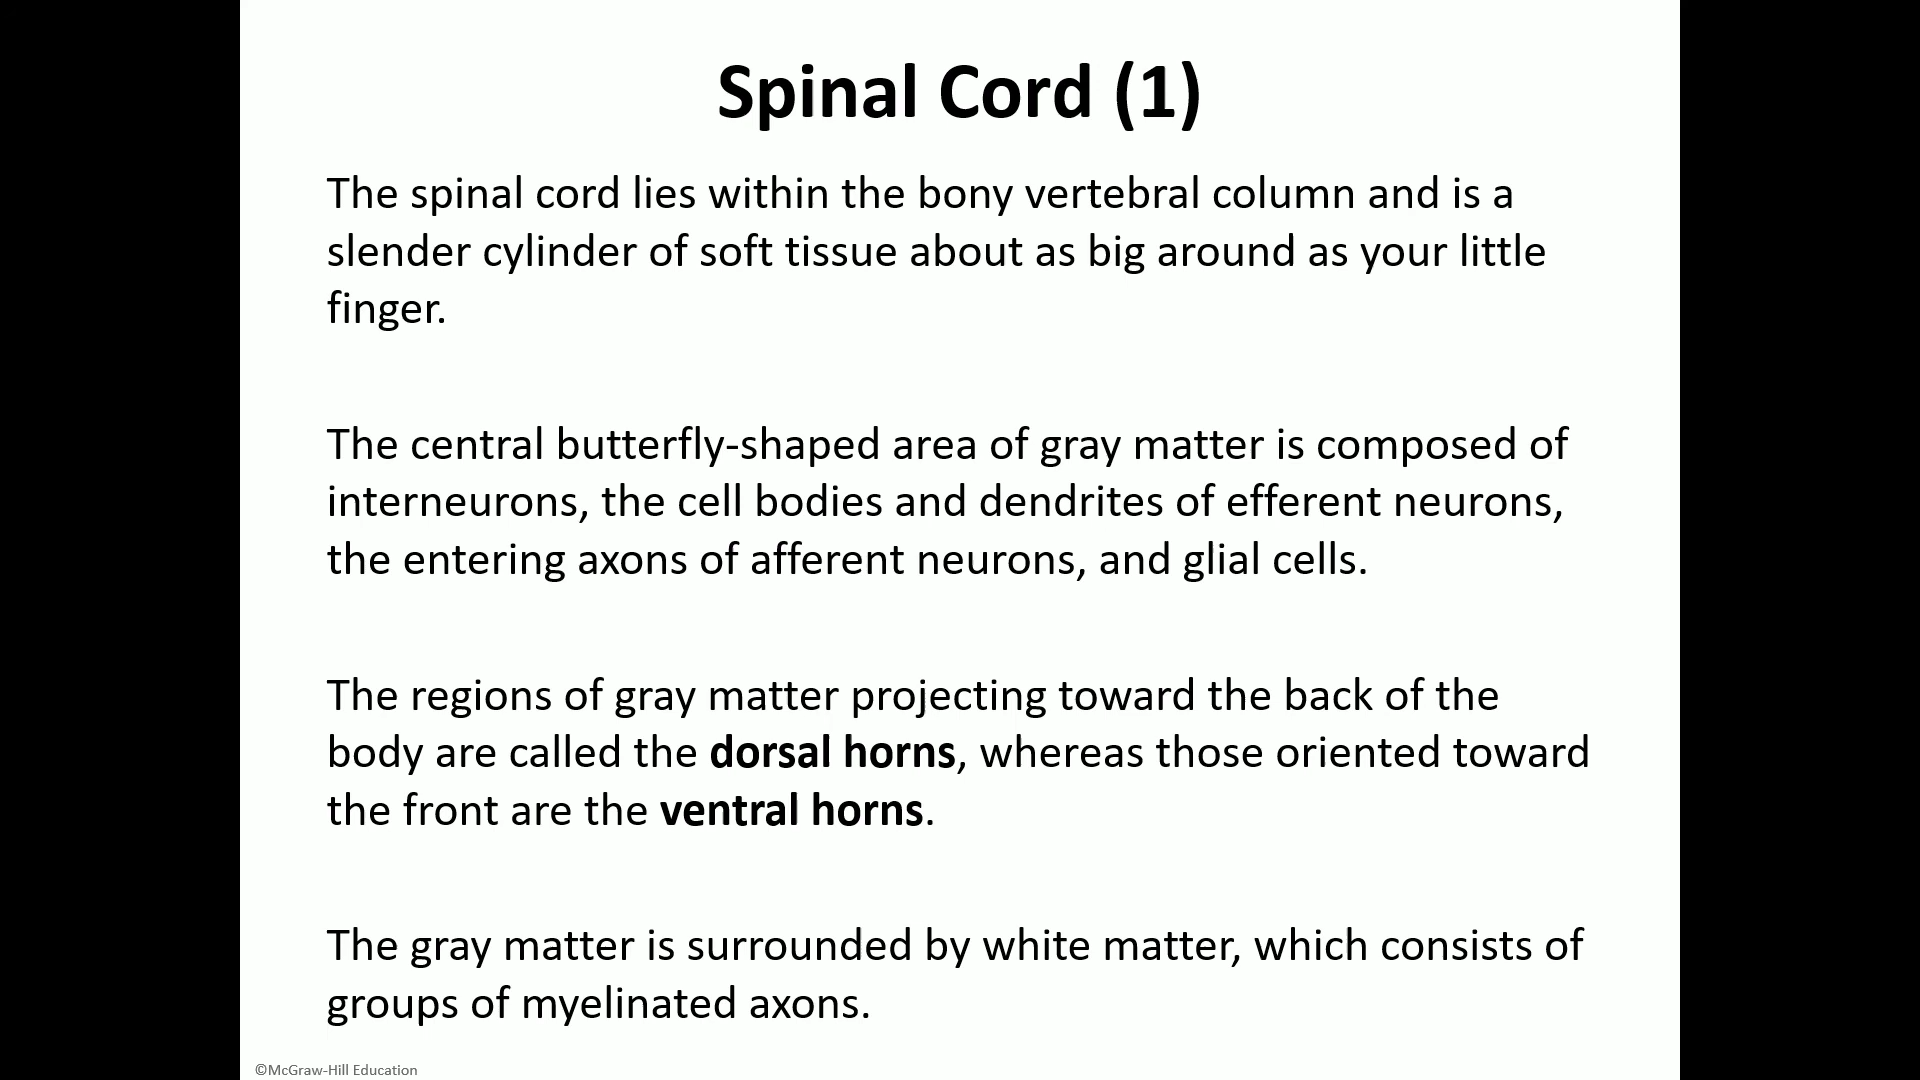 Spinal Cord (1)
The spinal cord lies within the bony vertebral column and is a
slender cylinder of soft tissue about as big around as your little
finger.
The central butterfly-shaped area of gray matter is composed of
interneurons, the cell bodies and dendrites of efferent neurons,
the entering axons of afferent neurons, and glial cells.
The regions of gray matter projecting toward the back of the
body are called the dorsal horns, whereas those oriented toward
the front are the ventral horns.
The gray matter is surrounded by white matter, which consists of
groups of myelinated axons.
©McGraw-Hill Education